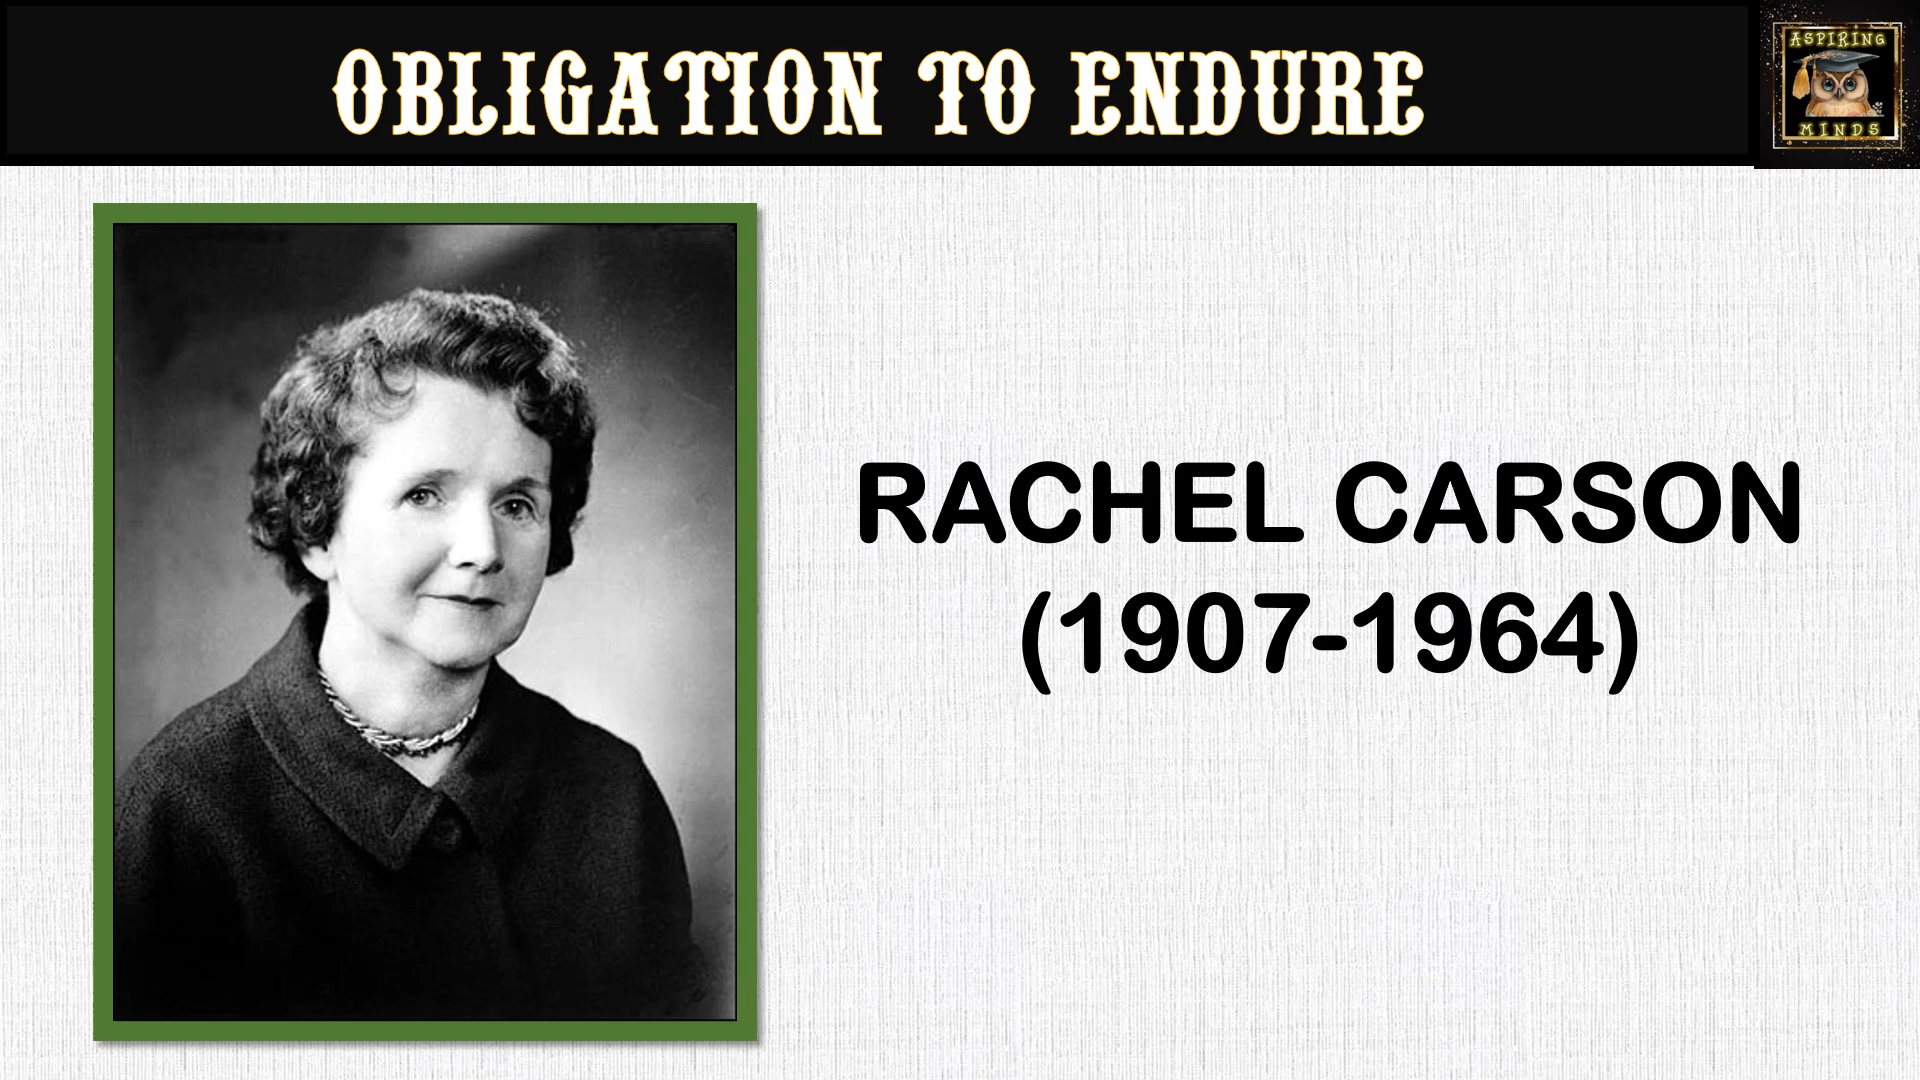 OBLIGATION TO ENDURE
ASPIRING
MINDS
RACHEL CARSON
(1907-1964)